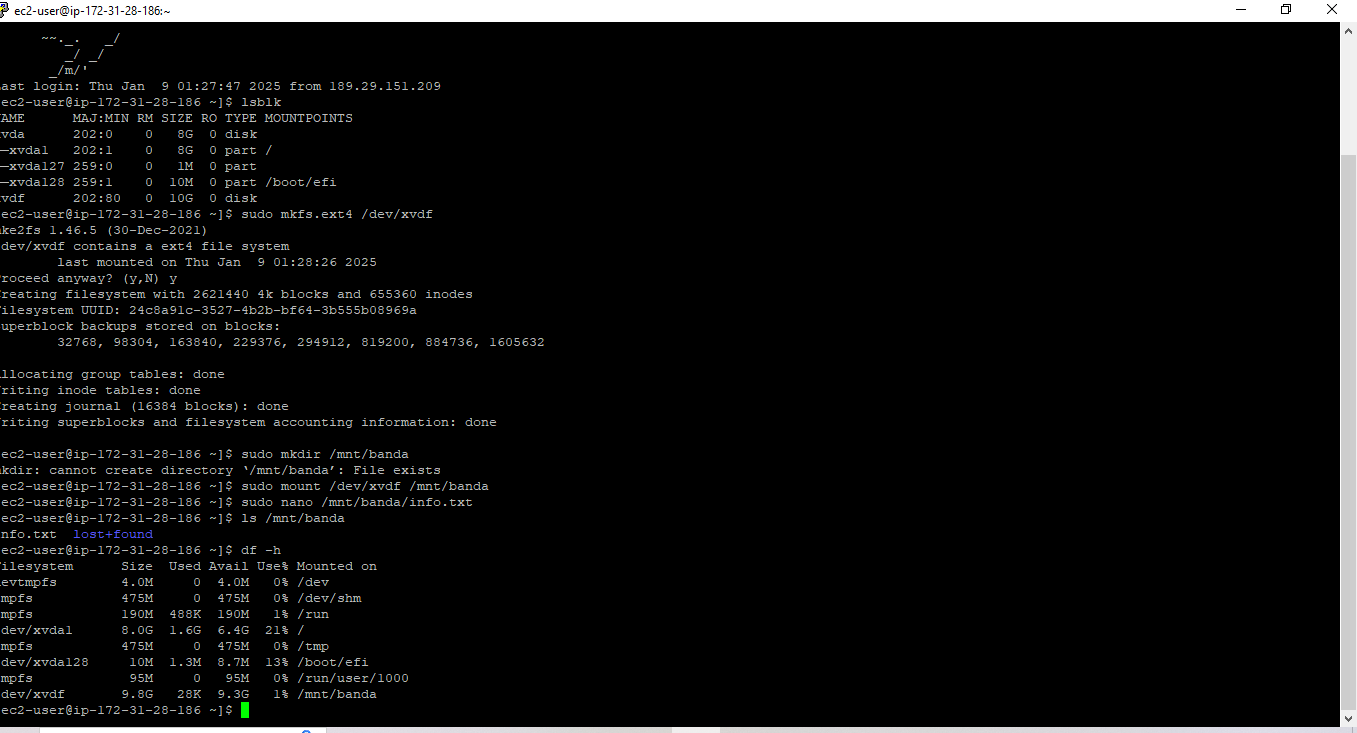 ec2-user@ip-172-31-28-186:~
~~._.   _/
_/ _/
_/m/'
ast login: Thu Jan  9 01:27:47 2025 from 189.29.151.209
ec2-user@ip-172-31-28-186 ~]$ lsblk
AME      MAJ:MIN RM SIZE RO TYPE MOUNTPOINTS
vda      202:0    0   8G  0 disk
─xvda1   202:1    0   8G  0 part /
─xvda127 259:0    0   1M  0 part
─xvda128 259:1    0  10M  0 part /boot/efi
vdf      202:80   0  10G  0 disk
ec2-user@ip-172-31-28-186 ~]$ sudo mkfs.ext4 /dev/xvdf
ke2fs 1.46.5 (30-Dec-2021)
dev/xvdf contains a ext4 file system
last mounted on Thu Jan  9 01:28:26 2025
roceed anyway? (y,N) y
reating filesystem with 2621440 4k blocks and 655360 inodes
ilesystem UUID: 24c8a91c-3527-4b2b-bf64-3b555b08969a
uperblock backups stored on blocks:
32768, 98304, 163840, 229376, 294912, 819200, 884736, 1605632
llocating group tables: done
riting inode tables: done
reating journal (16384 blocks): done
riting superblocks and filesystem accounting information: done
ec2-user@ip-172-31-28-186 ~]$ sudo mkdir /mnt/banda
kdir: cannot create directory ‘/mnt/banda’: File exists
ec2-user@ip-172-31-28-186 ~]$ sudo mount /dev/xvdf /mnt/banda
ec2-user@ip-172-31-28-186 ~]$ sudo nano /mnt/banda/info.txt
ec2-user@ip-172-31-28-186 ~]$ ls /mnt/banda
nfo.txt  lost+found
ec2-user@ip-172-31-28-186 ~]$ df -h
ilesystem      Size  Used Avail Use% Mounted on
evtmpfs        4.0M     0  4.0M   0% /dev
mpfs           475M     0  475M   0% /dev/shm
mpfs           190M  488K  190M   1% /run
dev/xvda1      8.0G  1.6G  6.4G  21% /
mpfs           475M     0  475M   0% /tmp
dev/xvda128     10M  1.3M  8.7M  13% /boot/efi
mpfs            95M     0   95M   0% /run/user/1000
dev/xvdf       9.8G   28K  9.3G   1% /mnt/banda
ec2-user@ip-172-31-28-186 ~]$